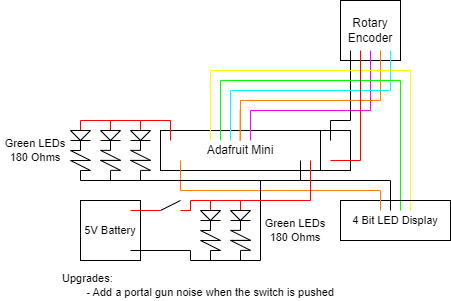 Rotary
Encoder
Green LEDs
180 Ohms
Adafruit Mini
5V Battery
Green LEDs
180 Ohms
4 Bit LED Display
Upgrades:
- Add a portal gun noise when the switch is pushed